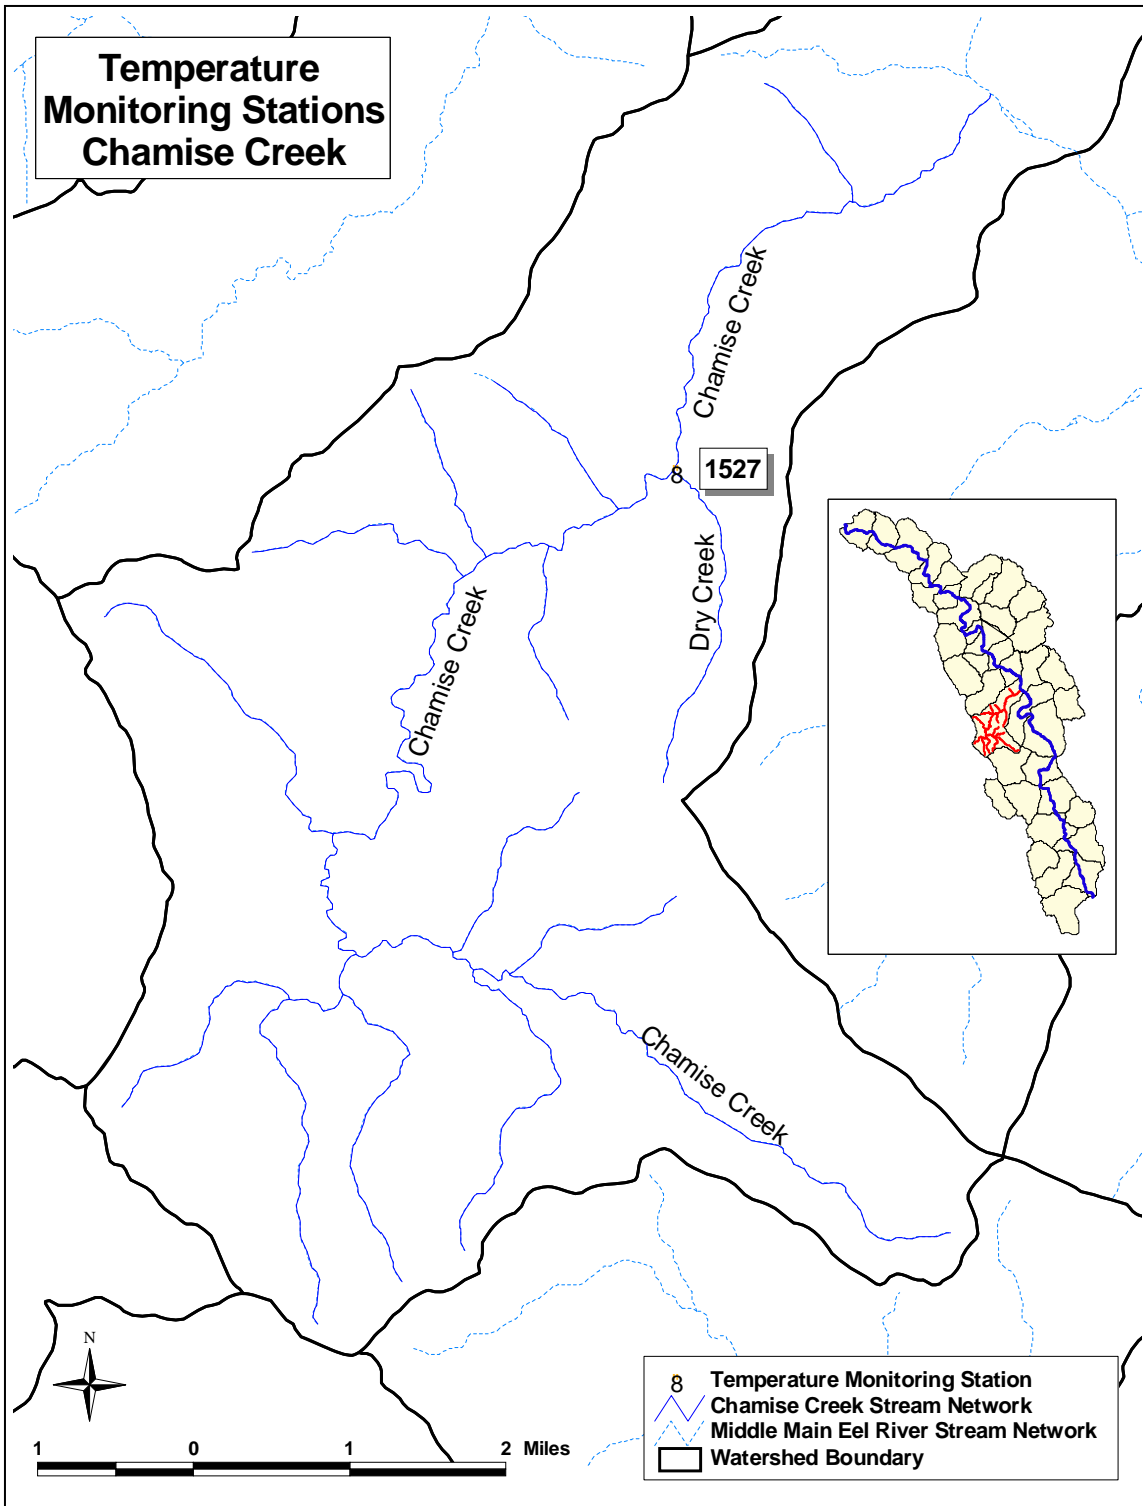 Temperature
Monitoring Stations
Chamise Creek
Chamise Creek
8
1527
Dry Creek
Chamise Creek
Chamise Creek
N
1 0 1 2 Miles
8 Temperature Monitoring Station
Chamise Creek Stream Network
Middle Main Eel River Stream Network
Watershed Boundary